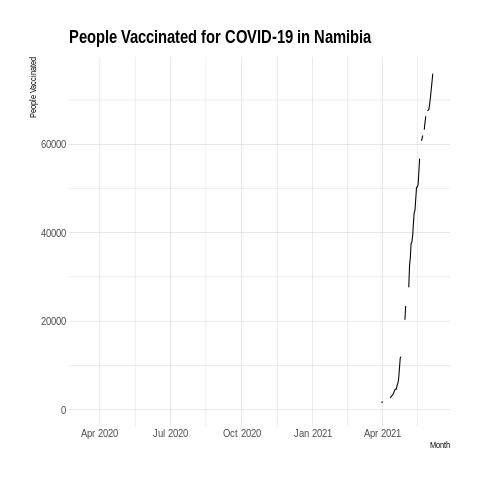 People Vaccinated for COVID-19 in Namibia
People Vaccinated
60000
40000
20000
0
Apr 2020 Jul 2020 Oct 2020 Jan 2021 Apr 2021
Month